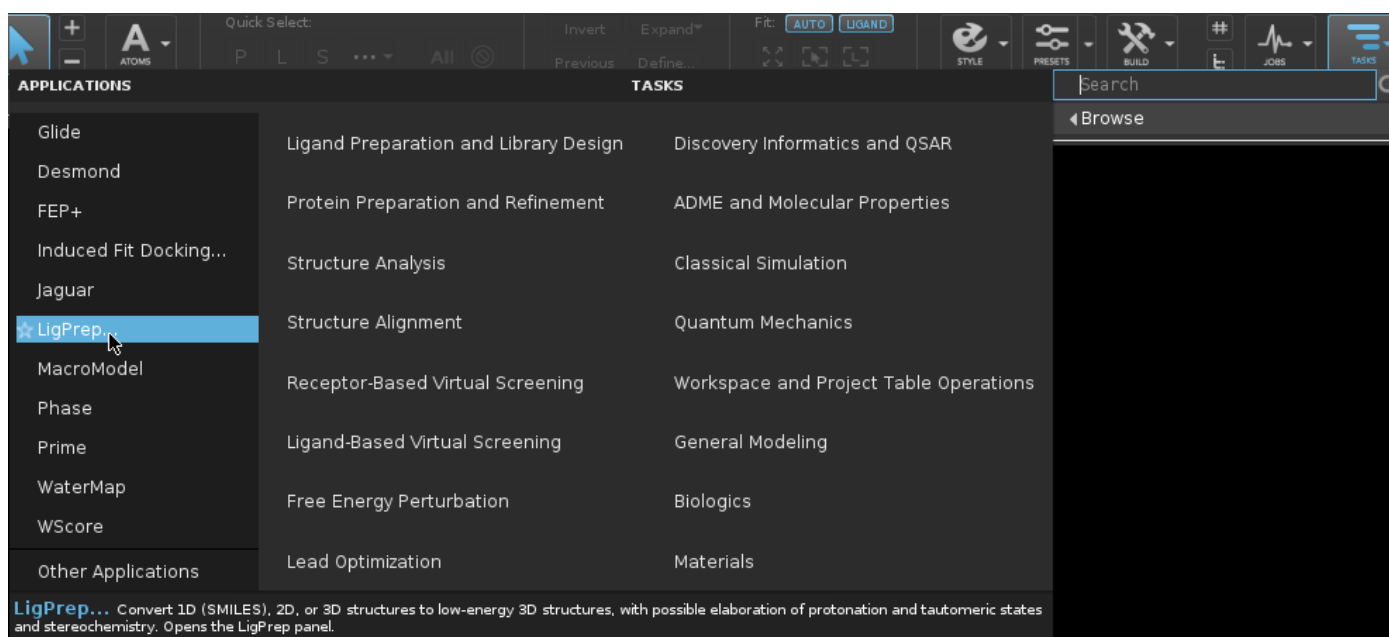 Quick Select:
Invert
Expand
Fit:
AUTO
LIGAND
P
L
S
All
Previous
Define...
ATOMS
STYLE
PRESETS
BUILD
JOBS
TASKS
APPLICATIONS
TASKS
Search
Browse
Glide
Desmond
FEP+
Induced Fit Docking...
Jaguar
LigPrep...
MacroModel
Phase
Prime
WaterMap
WScore
Other Applications
Ligand Preparation and Library Design
Protein Preparation and Refinement
Structure Analysis
Structure Alignment
Receptor-Based Virtual Screening
Ligand-Based Virtual Screening
Free Energy Perturbation
Lead Optimization
Discovery Informatics and QSAR
ADME and Molecular Properties
Classical Simulation
Quantum Mechanics
Workspace and Project Table Operations
General Modeling
Biologics
Materials
LigPrep... Convert 1D (SMILES), 2D, or 3D structures to low-energy 3D structures, with possible elaboration of protonation and tautomeric states
and stereochemistry. Opens the LigPrep panel.